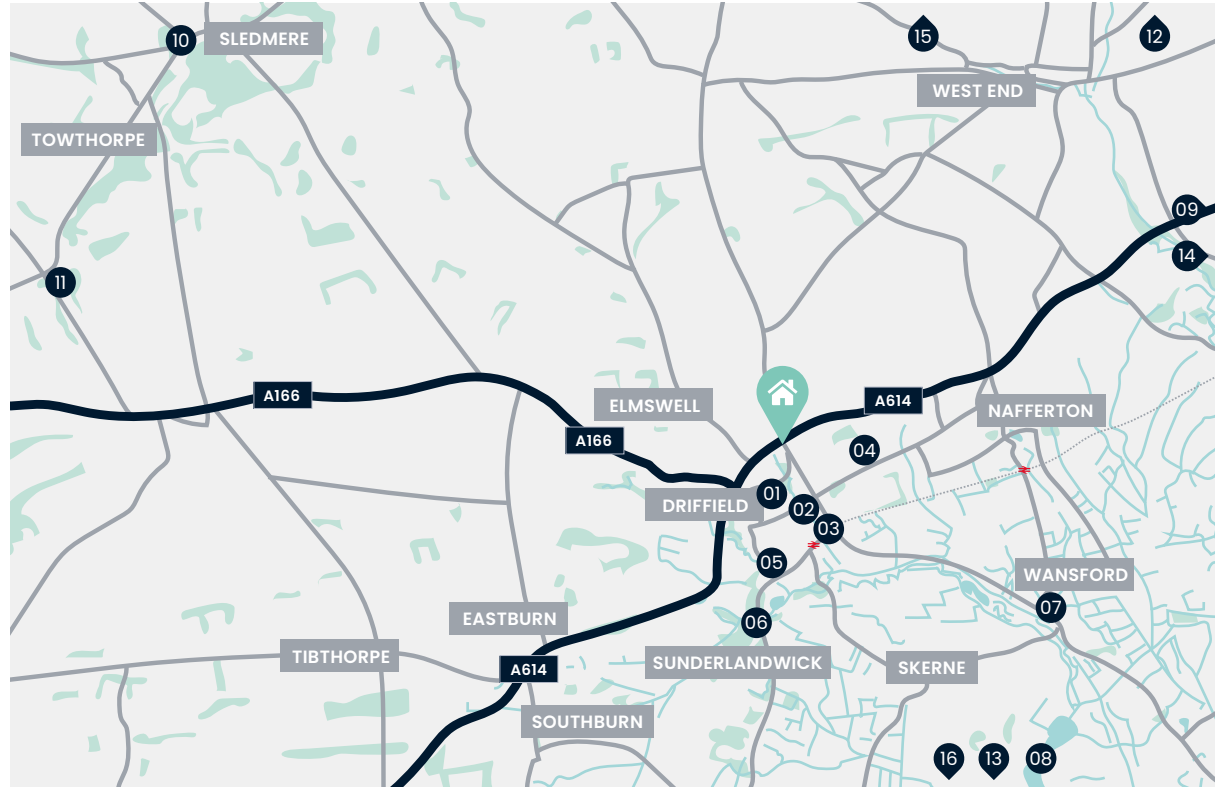 10
SLEDMERE
15
12
WEST END
TOWTHORPE
09
14
11
A166
ELMSWELL
A614
NAFFERTON
A166
04
DRIFFIELD
01
02
03
05
WANSFORD
07
EASTBURN
06
TIBTHORPE
A614
SUNDERLANDWICK
SKERNE
SOUTHBURN
16
13
08